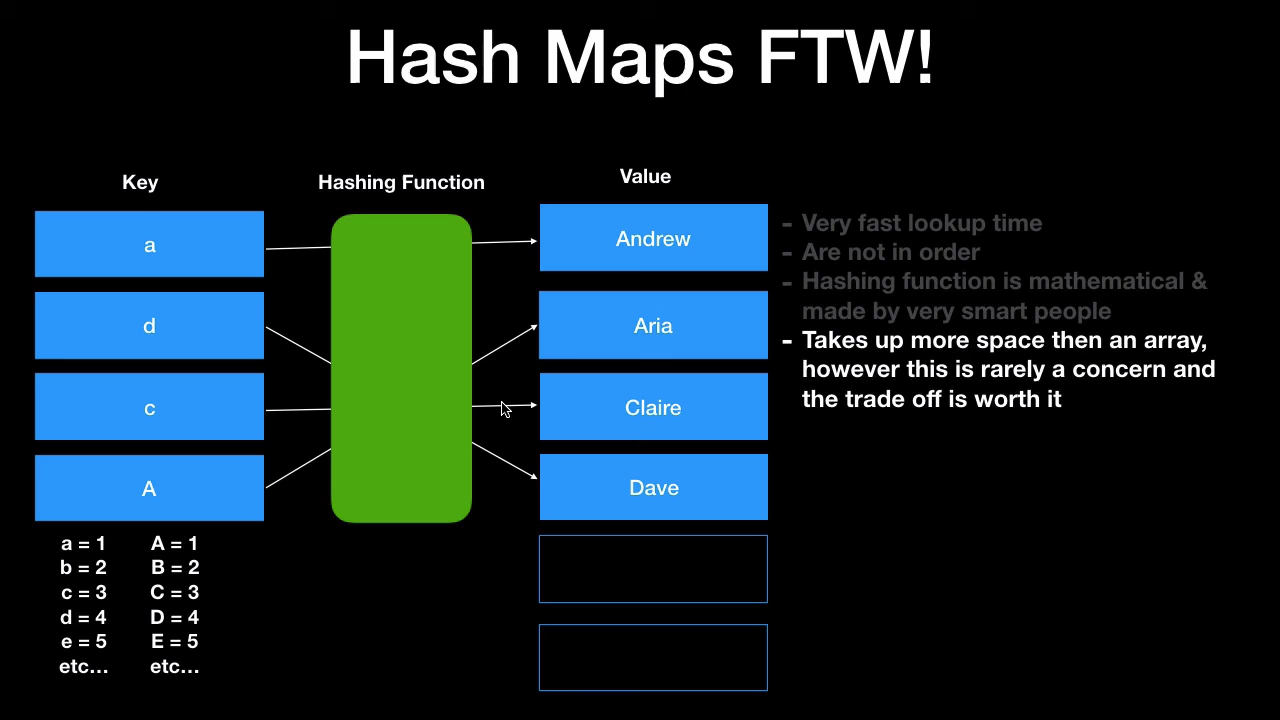 Hash Maps FTW!
Key
Hashing Function
Value
a
d
c
A
Andrew
Aria
Claire
Dave
a = 1 A = 1
b = 2 B = 2
c = 3 C = 3
d = 4 D = 4
e = 5 E = 5
etc... etc...
- Very fast lookup time
- Are not in order
- Hashing function is mathematical &
made by very smart people
- Takes up more space then an array,
however this is rarely a concern and
the trade off is worth it